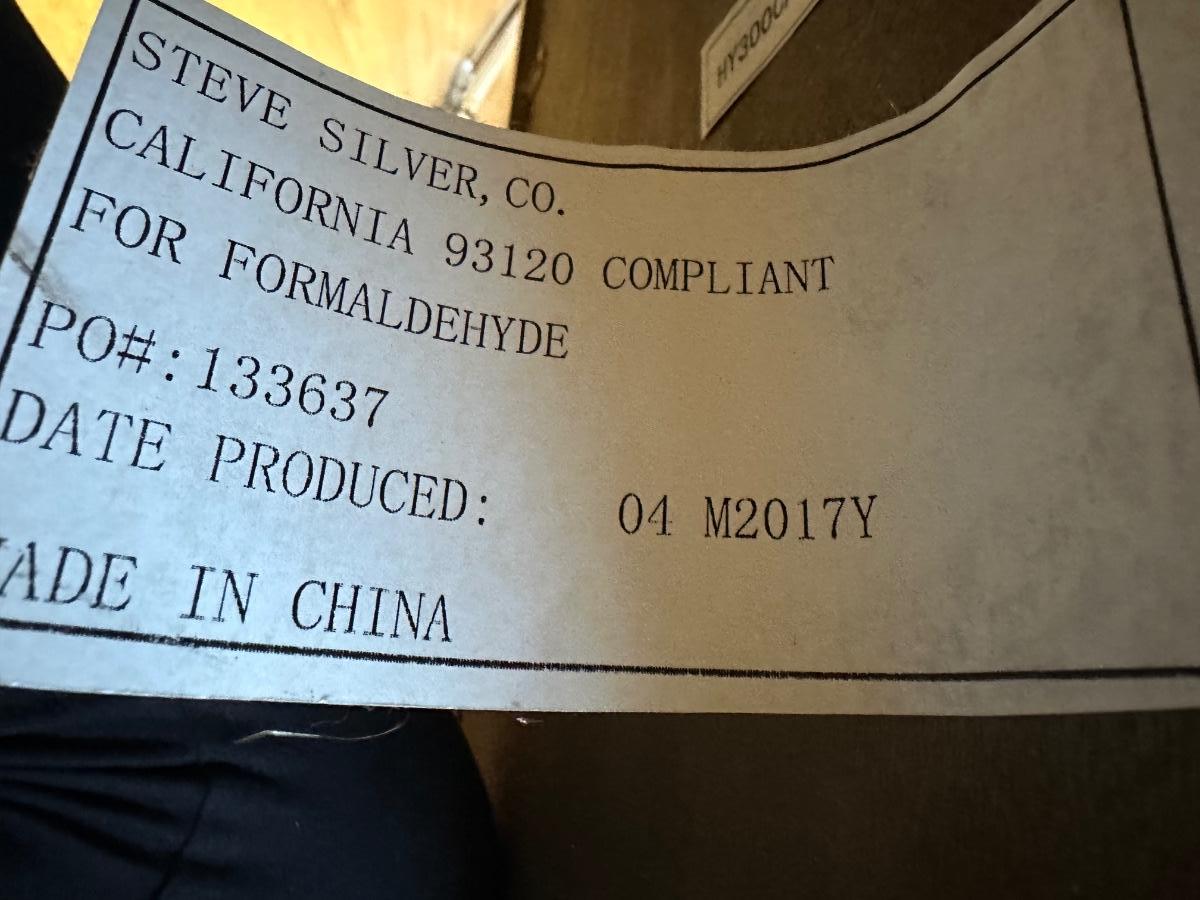 STEVE SILVER, CO.
CALIFORNIA 93120 COMPLIANT
FOR FORMALDEHYDE
PO#:133637
DATE PRODUCED: 04 M2017Y
ADE IN CHINA